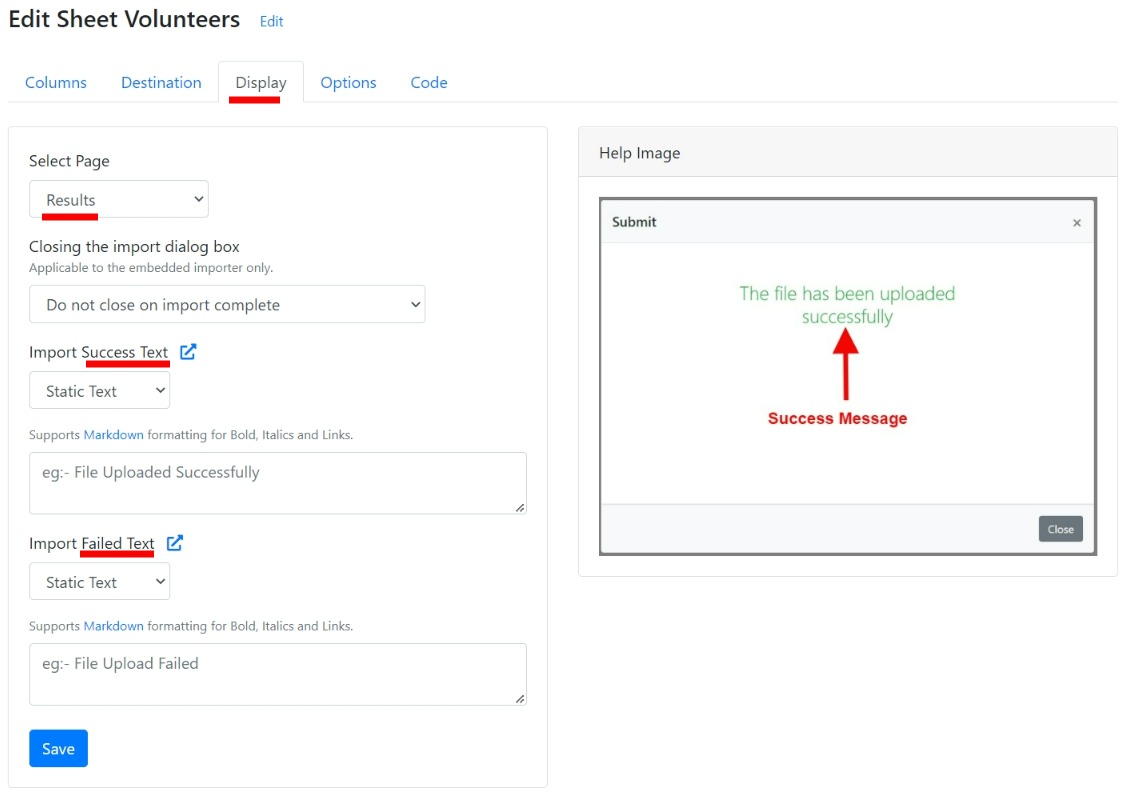 Edit Sheet Volunteers Edit
Columns Destination Display Options Code
Select Page
Results
Closing the import dialog box
Applicable to the embedded importer only.
Do not close on import complete
Import Success Text
Static Text
Supports Markdown formatting for Bold, Italics and Links.
eg:- File Uploaded Successfully
Import Failed Text
Static Text
Supports Markdown formatting for Bold, Italics and Links.
eg:- File Upload Failed
Save
Help Image
Submit ×
The file has been uploaded
successfully
Success Message
Close